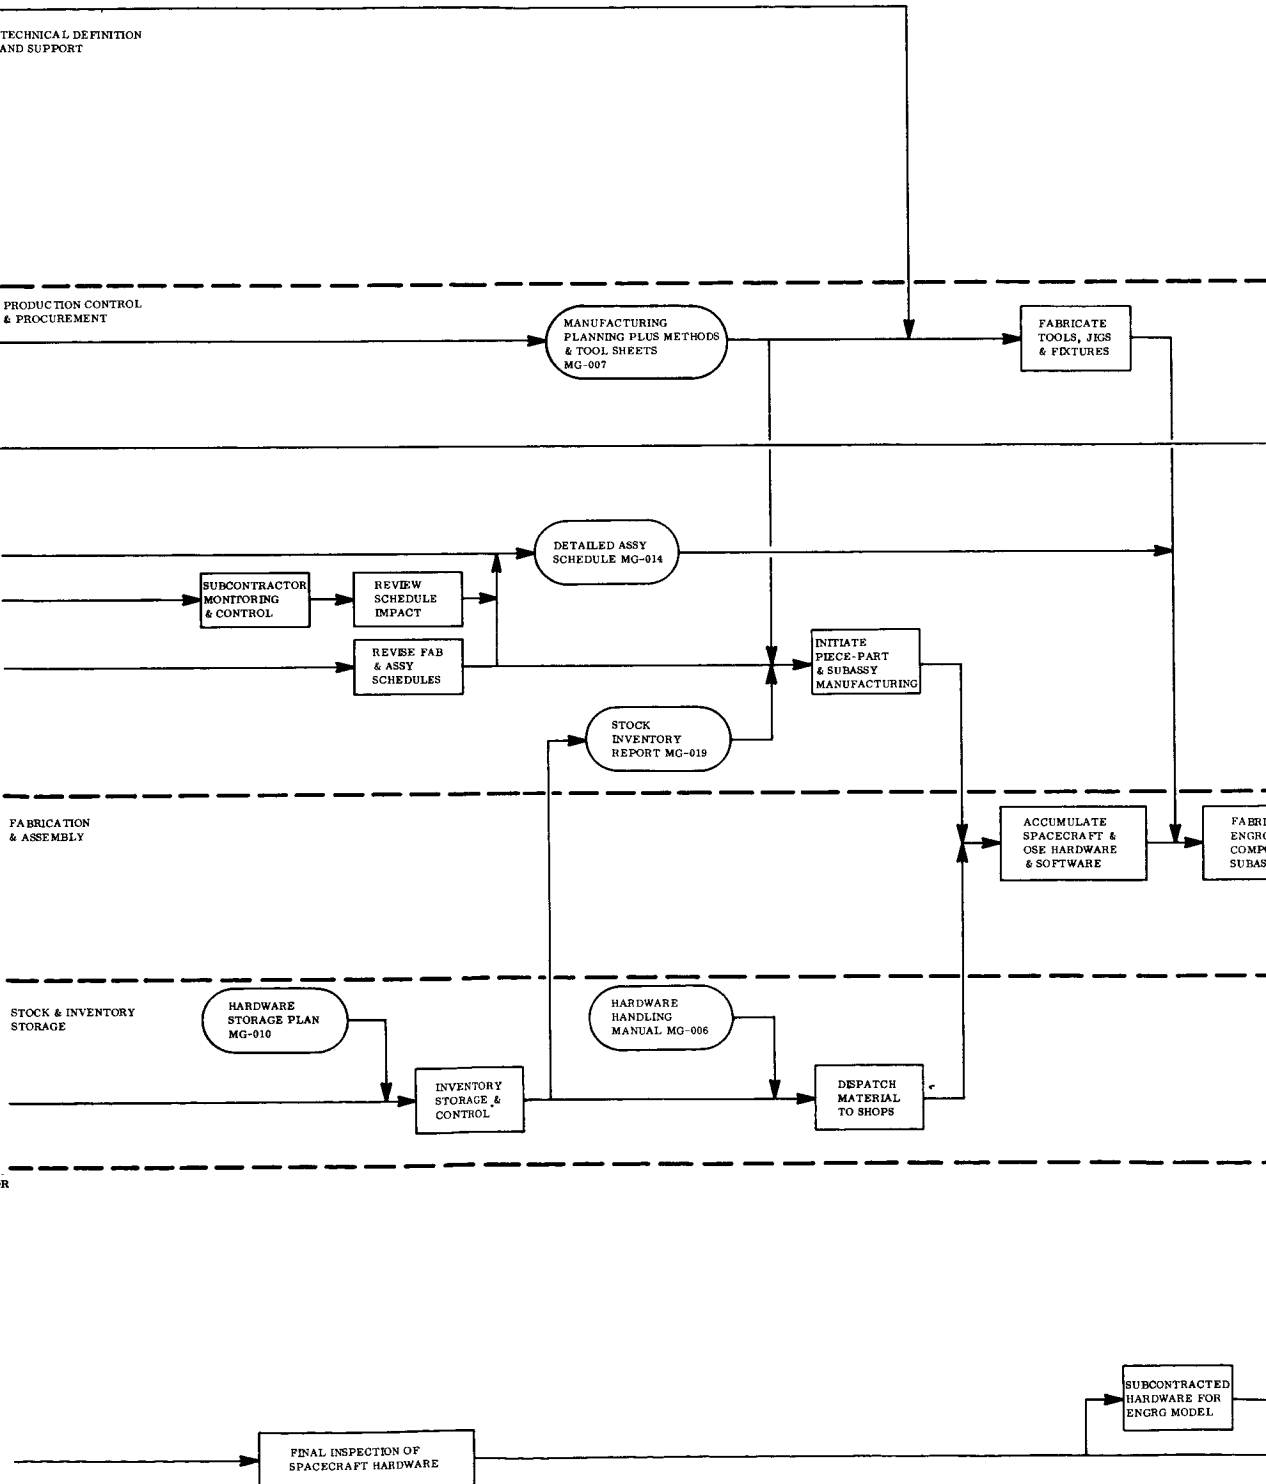 TECHNICAL DEFINITION
AND SUPPORT
PRODUCTION CONTROL
& PROCUREMENT
MANUFACTURING
PLANNING PLUS METHODS
& TOOL SHEETS
MG-007
FABRICATE
TOOLS, JIGS
& FIXTURES
DETAILED ASSY
SCHEDULE MG-014
SUBCONTRACTOR
MONITORING
& CONTROL
REVIEW
SCHEDULE
IMPACT
REVISE FAB
& ASSY
SCHEDULES
INITIATE
PIECE-PART
& SUBASSY
MANUFACTURING
STOCK
INVENTORY
REPORT MG-019
FABRICATION
& ASSEMBLY
ACCUMULATE
SPACECRAFT &
OSE HARDWARE
& SOFTWARE
FABRI
ENGR
COMP
SUBAS
STOCK & INVENTORY
STORAGE
HARDWARE
STORAGE PLAN
MG-010
HARDWARE
HANDLING
MANUAL MG-006
INVENTORY
STORAGE &
CONTROL
DISPATCH
MATERIAL
TO SHOPS
R
SUBCONTRACTED
HARDWARE FOR
ENGRG MODEL
FINAL INSPECTION OF
SPACECRAFT HARDWARE